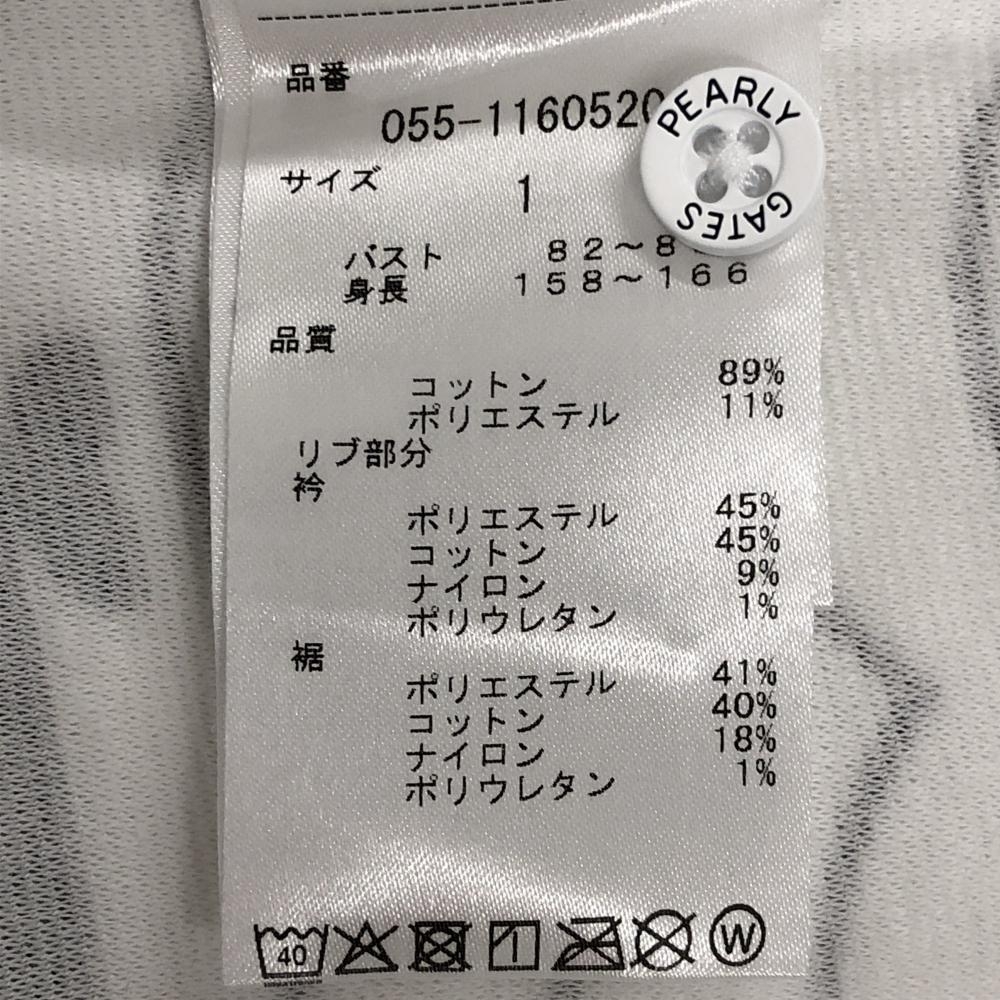 品番
055-1160520
PEARLY
GATES
サイズ 1
バスト 82～8
身長 158～166
品質
コットン 89%
ポリエステル 11%
リブ部分
衿
ポリエステル 45%
コットン 45%
ナイロン 9%
ポリウレタン 1%
裾
ポリエステル 41%
コットン 40%
ナイロン 18%
ポリウレタン 1%
40 W